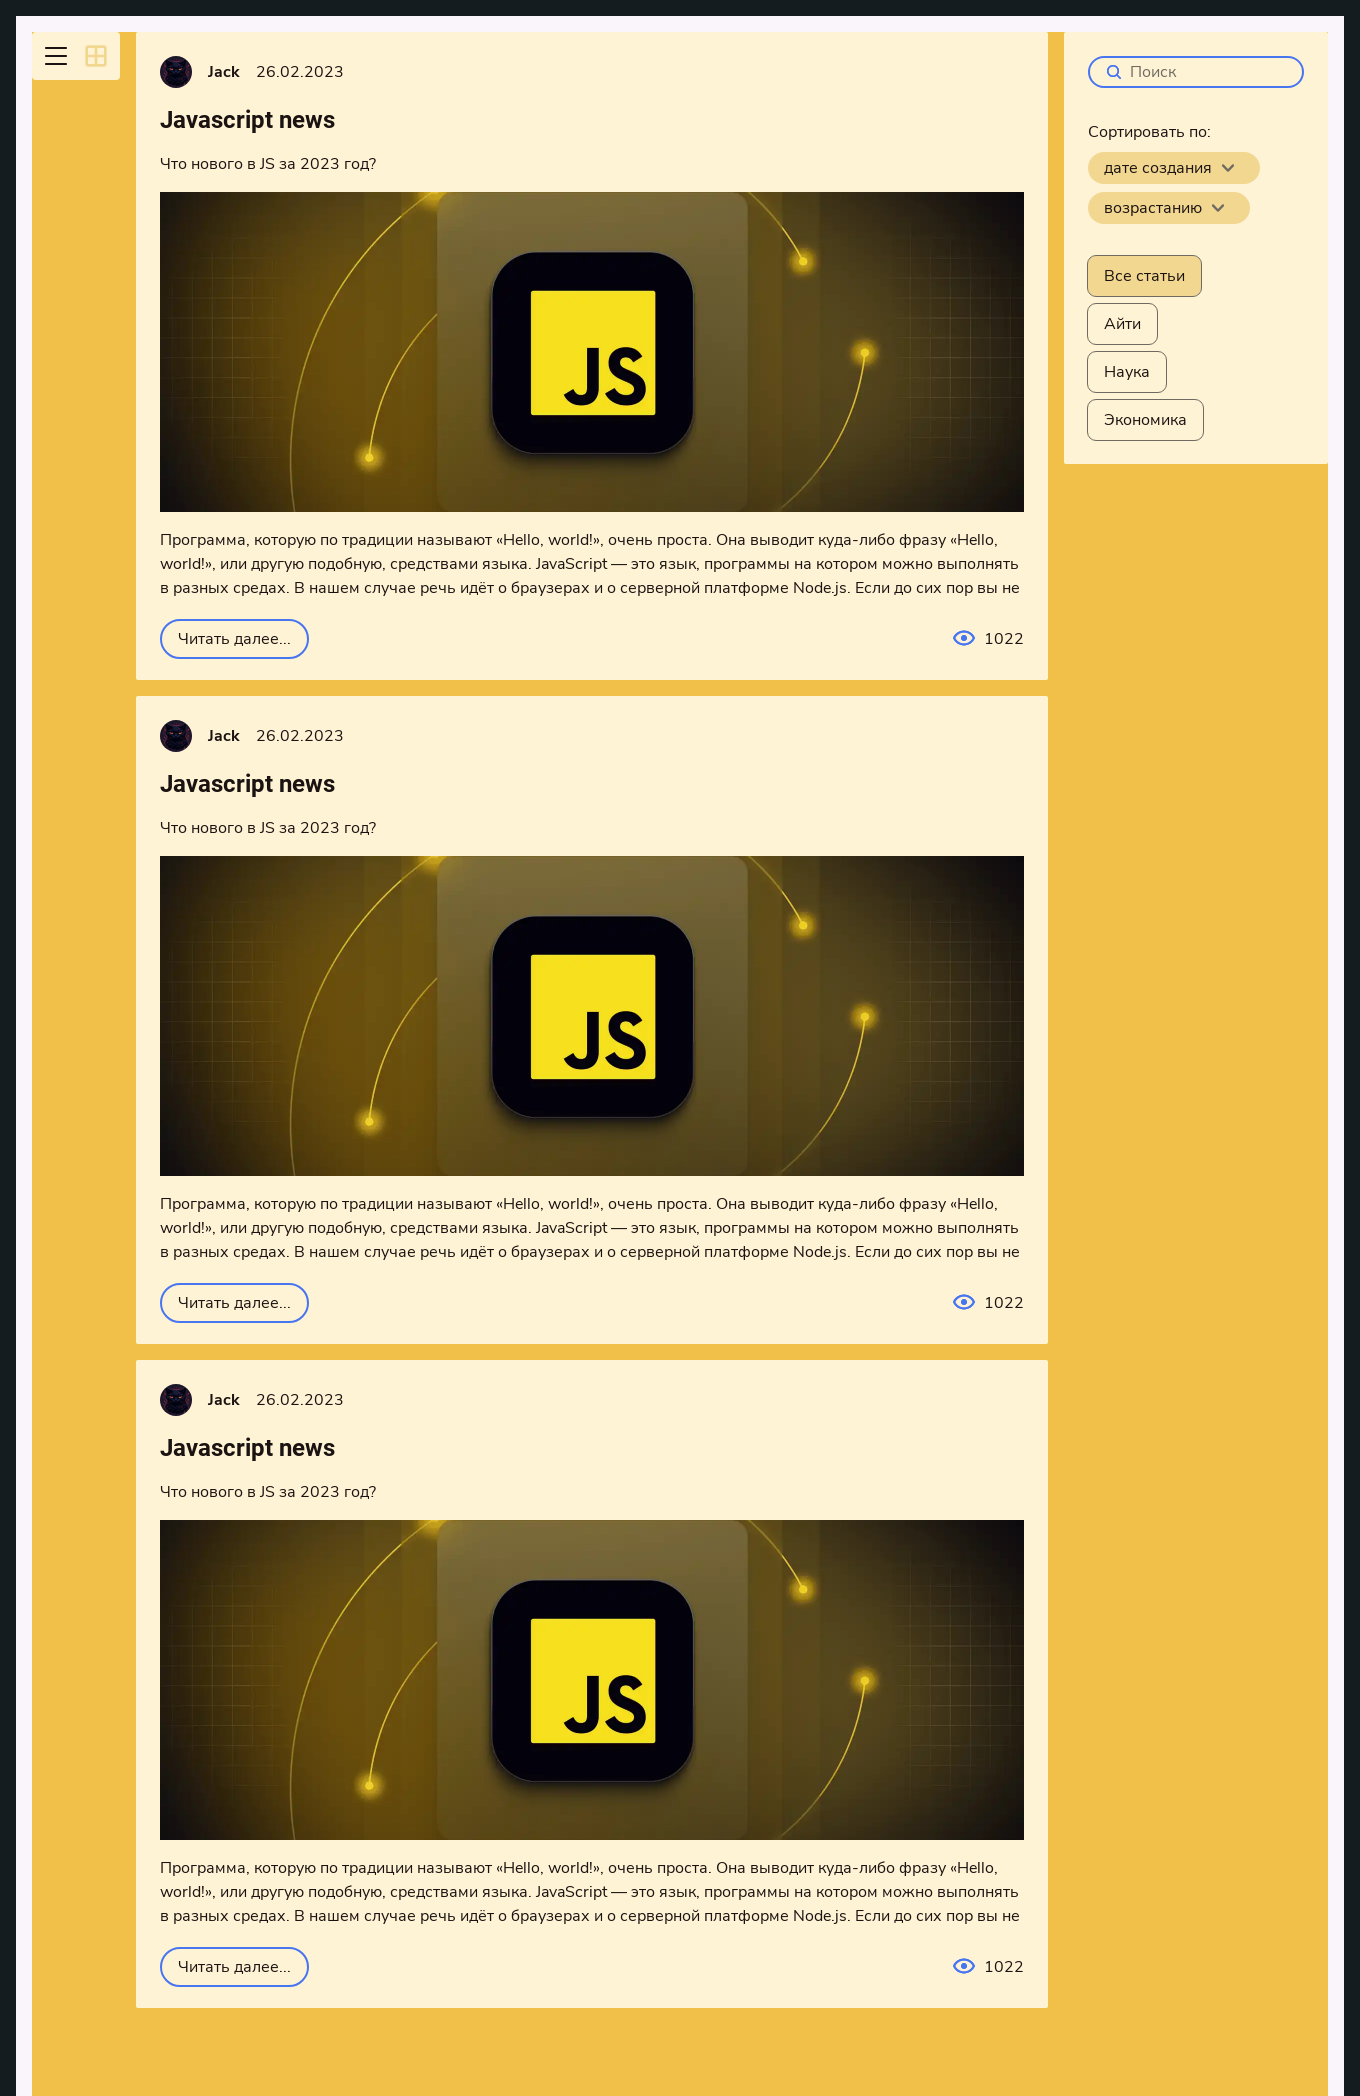 Jack 26.02.2023
Javascript news
Что нового в JS за 2023 год?
JS
Программа, которую по традиции называют «Hello, world!», очень проста. Она выводит куда-либо фразу «Hello,
world!», или другую подобную, средствами языка. JavaScript — это язык, программы на котором можно выполнять
в разных средах. В нашем случае речь идёт о браузерах и о серверной платформе Node.js. Если до сих пор вы не
Читать далее...
1022
Jack 26.02.2023
Javascript news
Что нового в JS за 2023 год?
JS
Программа, которую по традиции называют «Hello, world!», очень проста. Она выводит куда-либо фразу «Hello,
world!», или другую подобную, средствами языка. JavaScript — это язык, программы на котором можно выполнять
в разных средах. В нашем случае речь идёт о браузерах и о серверной платформе Node.js. Если до сих пор вы не
Читать далее...
1022
Jack 26.02.2023
Javascript news
Что нового в JS за 2023 год?
JS
Программа, которую по традиции называют «Hello, world!», очень проста. Она выводит куда-либо фразу «Hello,
world!», или другую подобную, средствами языка. JavaScript — это язык, программы на котором можно выполнять
в разных средах. В нашем случае речь идёт о браузерах и о серверной платформе Node.js. Если до сих пор вы не
Читать далее...
1022
Поиск
Сортировать по:
дате создания
возрастанию
Все статьи
Айти
Наука
Экономика